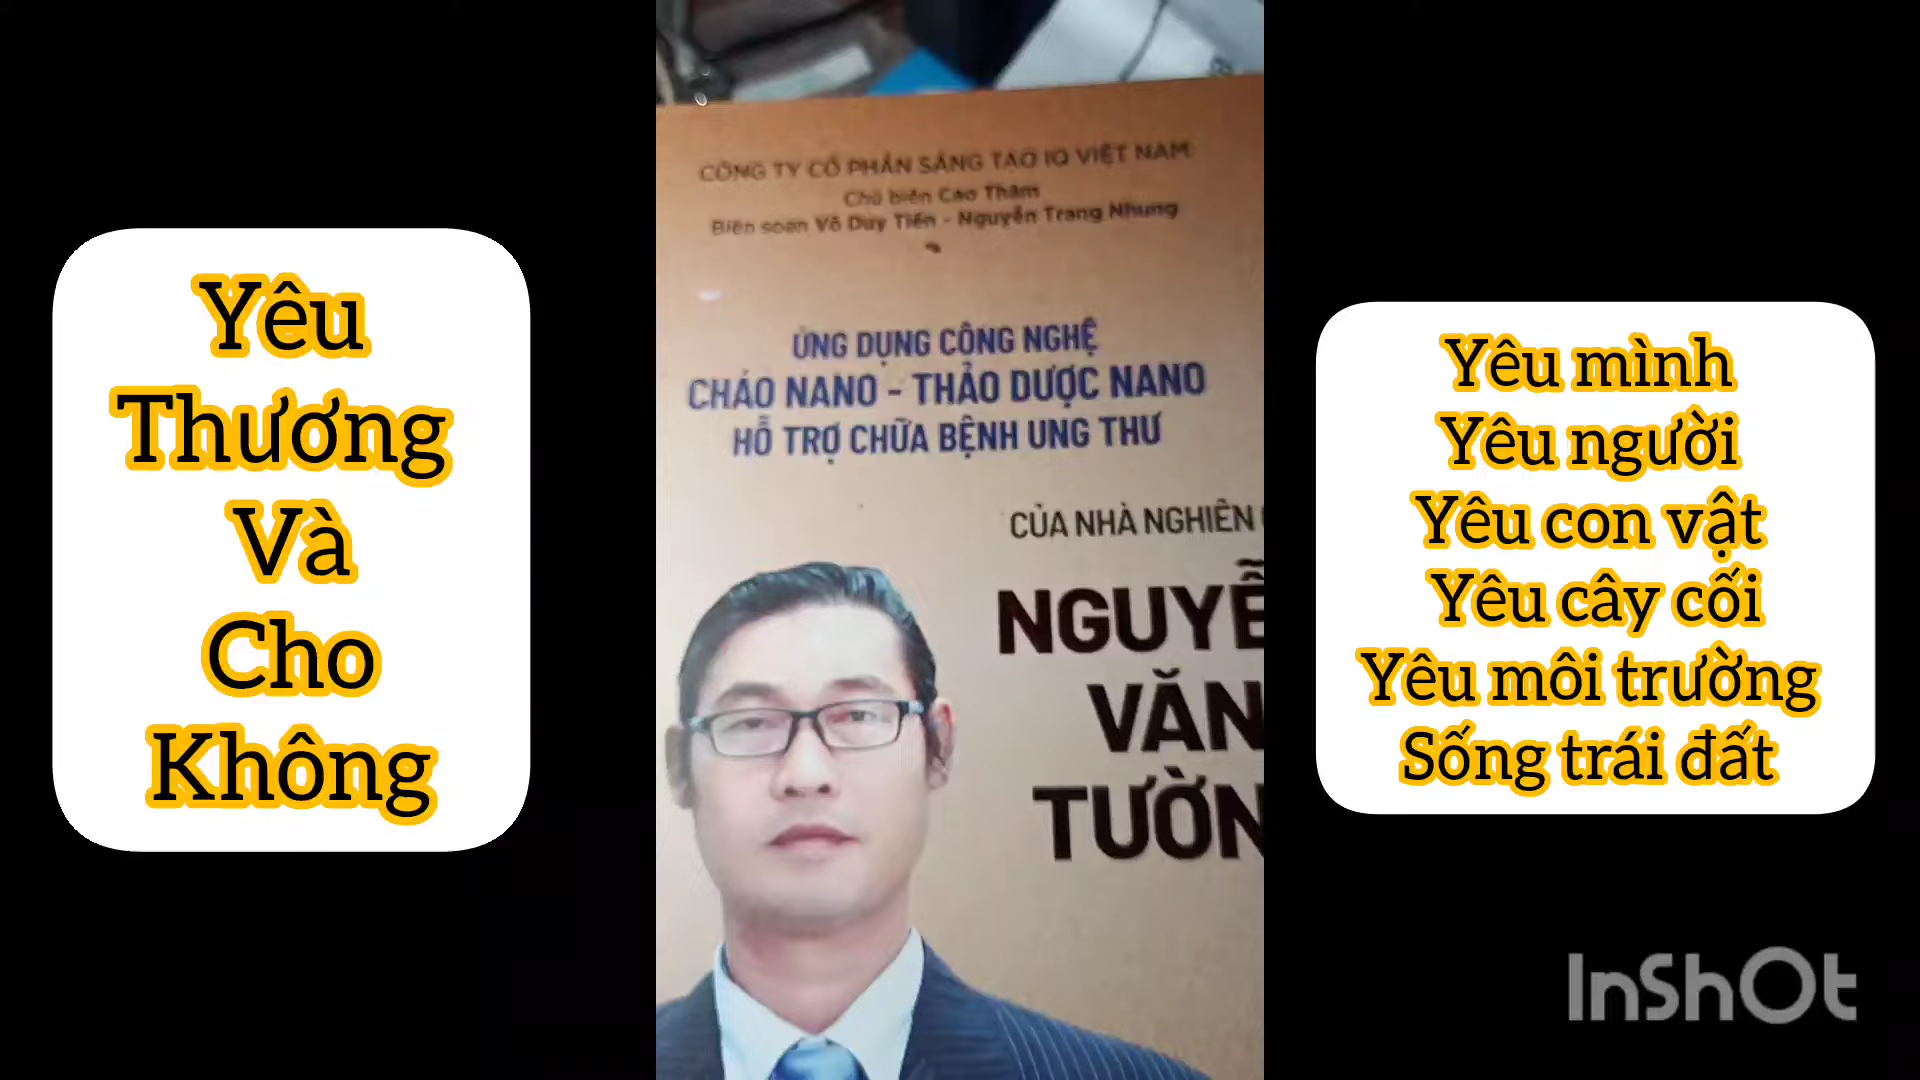 Yêu
Thương
Và
Cho
Không
CÔNG TY CỔ PHẦN SÁNG TẠO IQ VIỆT NAM
Chủ biên Cao Thâm
Biên soạn Võ Duy Tiến - Nguyễn Trang Nhung
ỨNG DỤNG CÔNG NGHỆ
CHÁO NANO - THẢO DƯỢC NANO
HỖ TRỢ CHỮA BỆNH UNG THƯ
CỦA NHÀ NGHIÊN
NGUYỄ
VĂN
TƯỜN
Yêu mình
Yêu người
Yêu con vật
Yêu cây cối
Yêu môi trường
Sống trái đất
InShOt